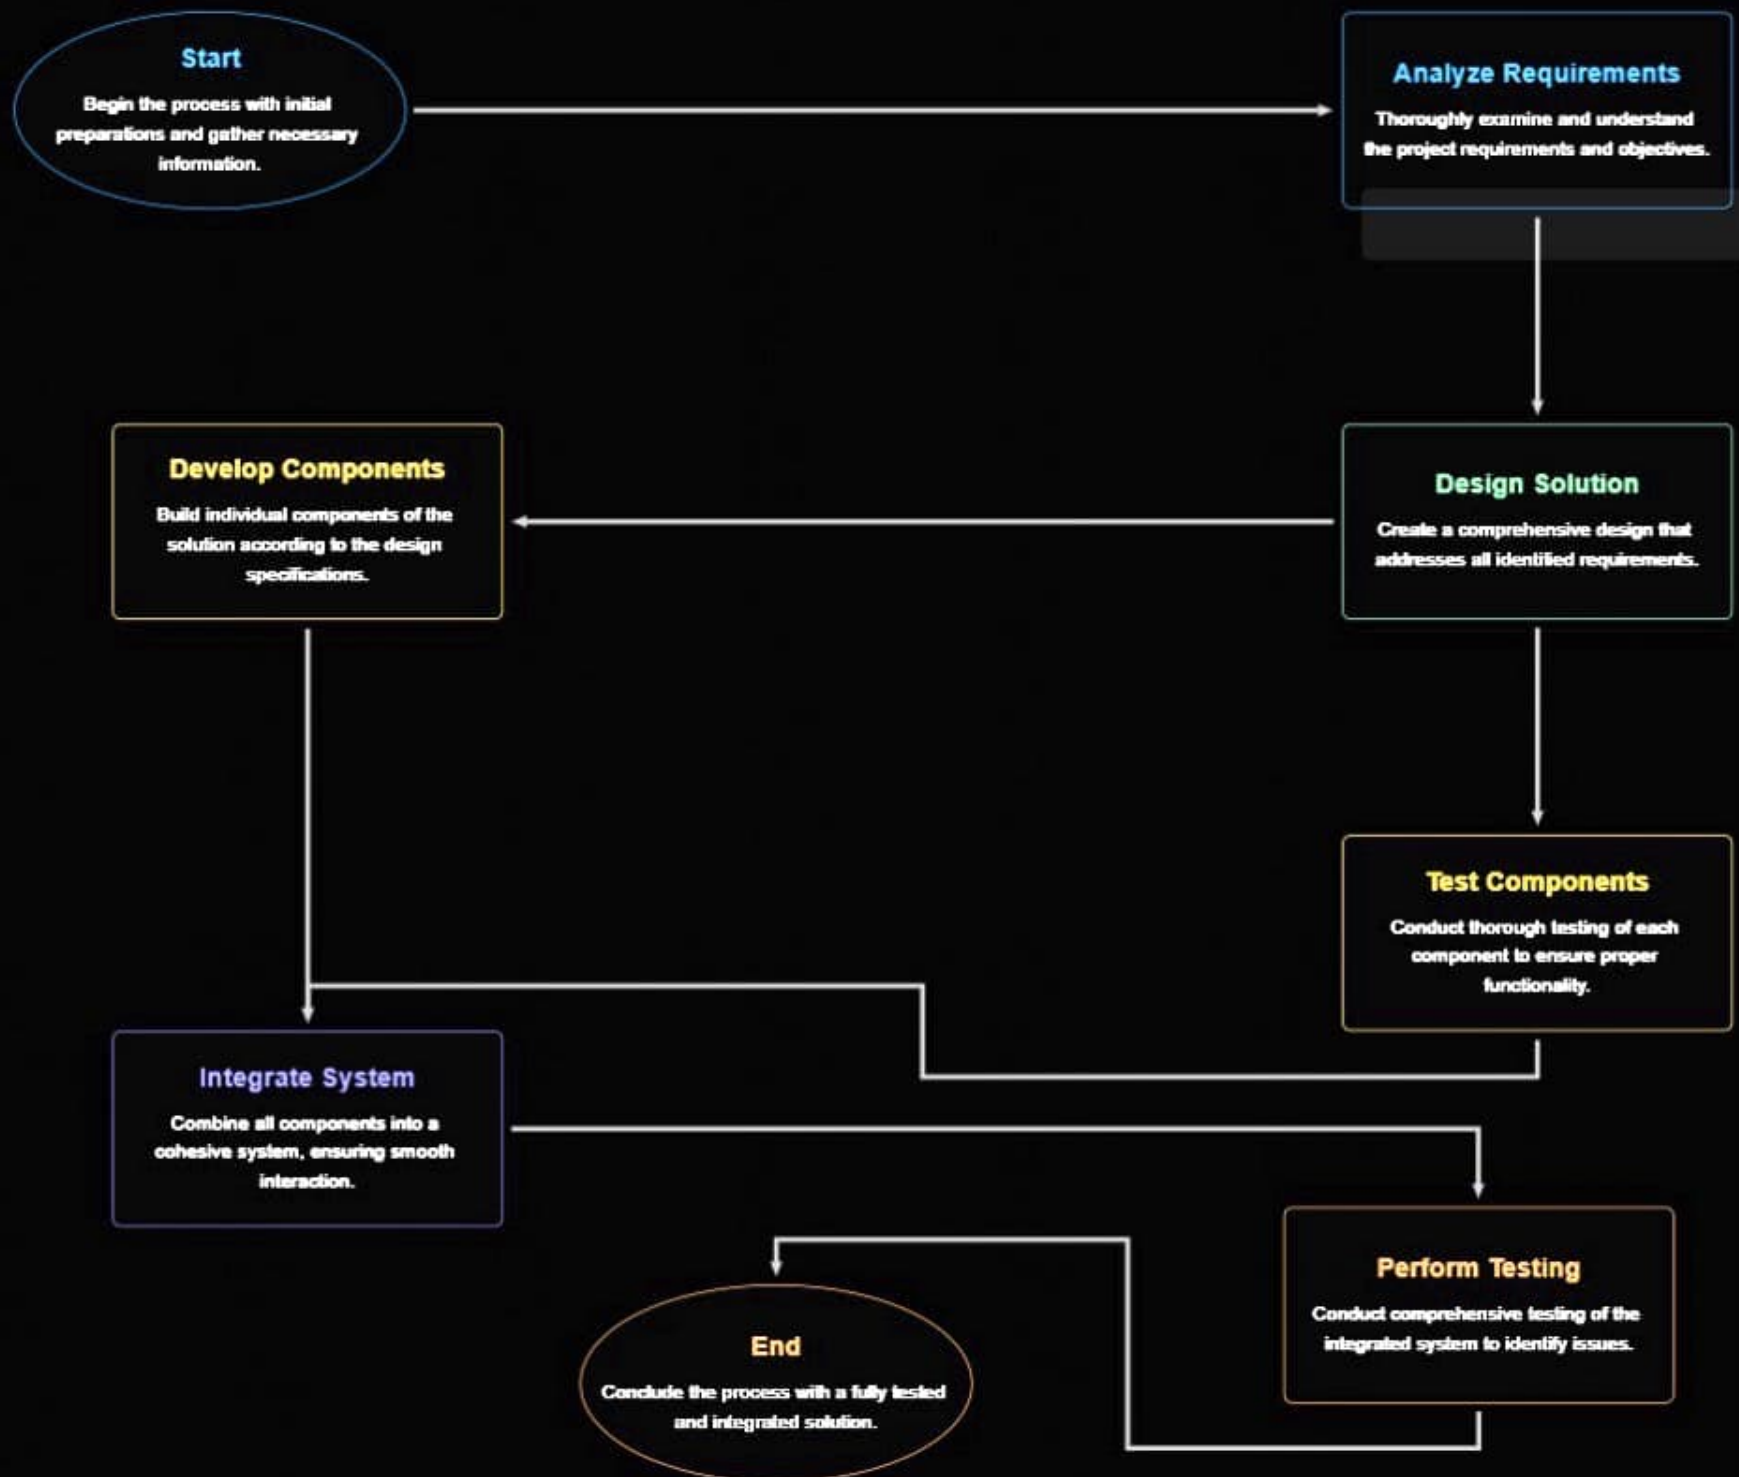 Start
Begin the process with initial
preparations and gather necessary
information.
Analyze Requirements
Thoroughly examine and understand
the project requirements and objectives.
Develop Components
Build individual components of the
solution according to the design
specifications.
Design Solution
Create a comprehensive design that
addresses all identified requirements.
Test Components
Conduct thorough testing of each
component to ensure proper
functionality.
Integrate System
Combine all components into a
cohesive system, ensuring smooth
interaction.
Perform Testing
Conduct comprehensive testing of the
integrated system to identify issues.
End
Conclude the process with a fully tested
and integrated solution.